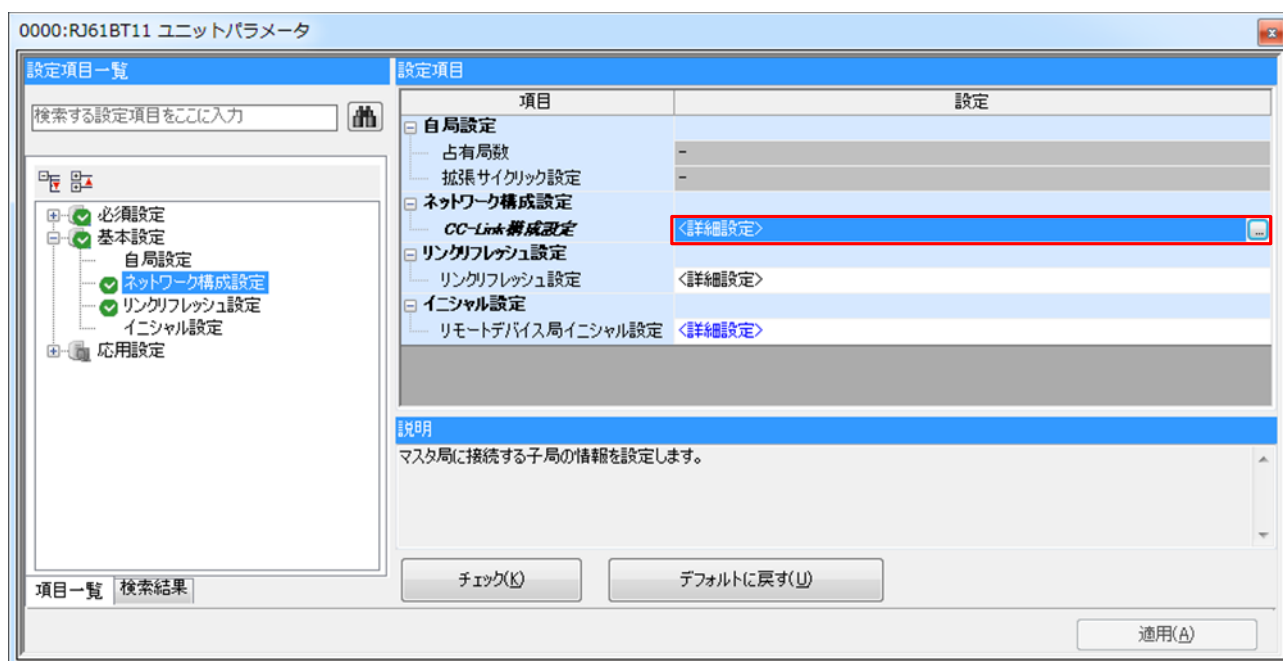 0000:RJ61BT11 ユニットパラメータ
設定項目一覧
検索する設定項目をここに入力
必須設定
基本設定
自局設定
ネットワーク構成設定
リンクリフレッシュ設定
イニシャル設定
応用設定
項目一覧 検索結果
設定項目
項目 設定
自局設定
占有局数 -
拡張サイクリック設定 -
ネットワーク構成設定
CC-Link構成設定 <詳細設定> ...
リンクリフレッシュ設定
リンクリフレッシュ設定 <詳細設定>
イニシャル設定
リモートデバイス局イニシャル設定 <詳細設定>
説明
マスタ局に接続する子局の情報を設定します。
チェック(K) デフォルトに戻す(U)
適用(A)